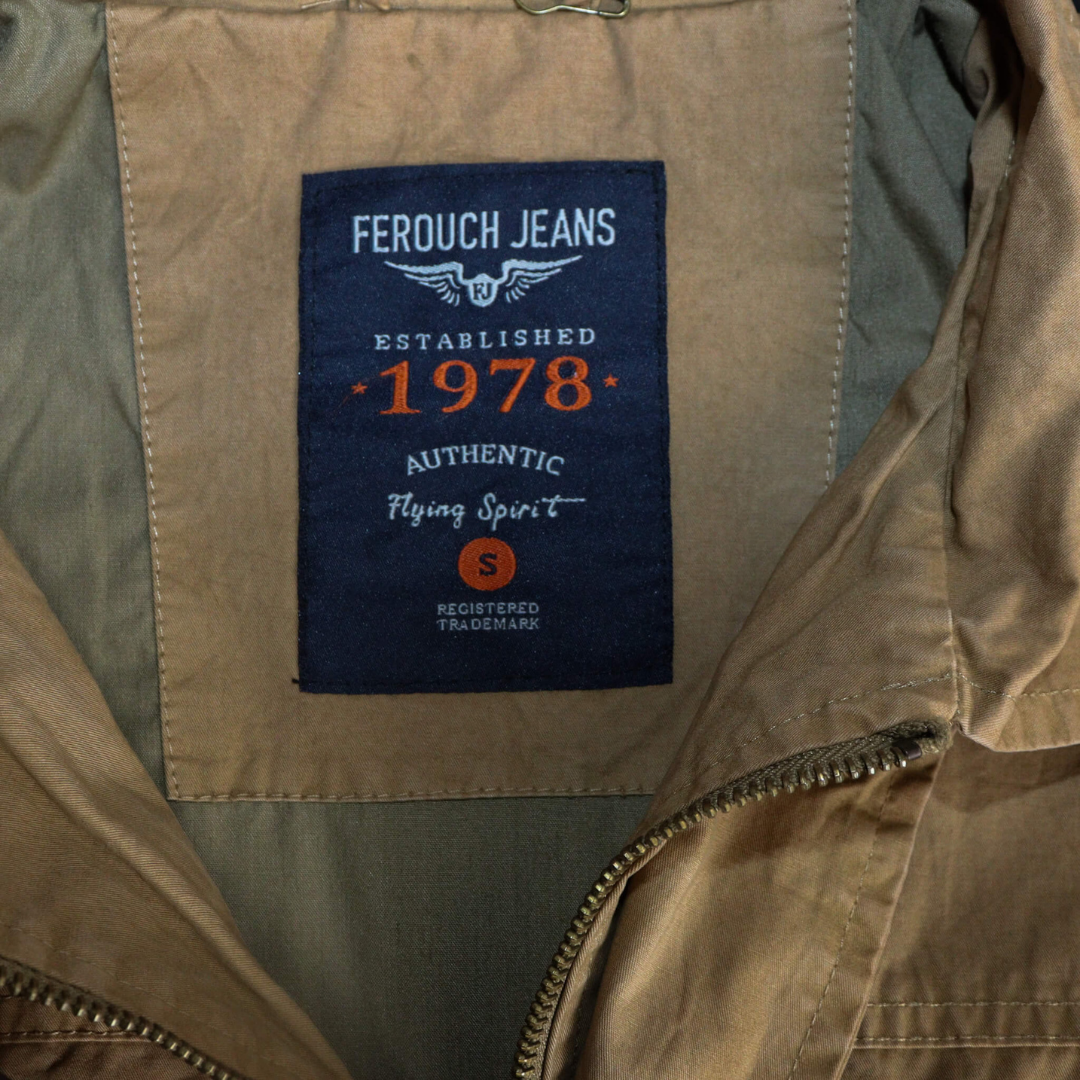 FEROUCH JEANS
FJ
ESTABLISHED
*1978*
AUTHENTIC
Flying Spirit
S
REGISTERED
TRADEMARK